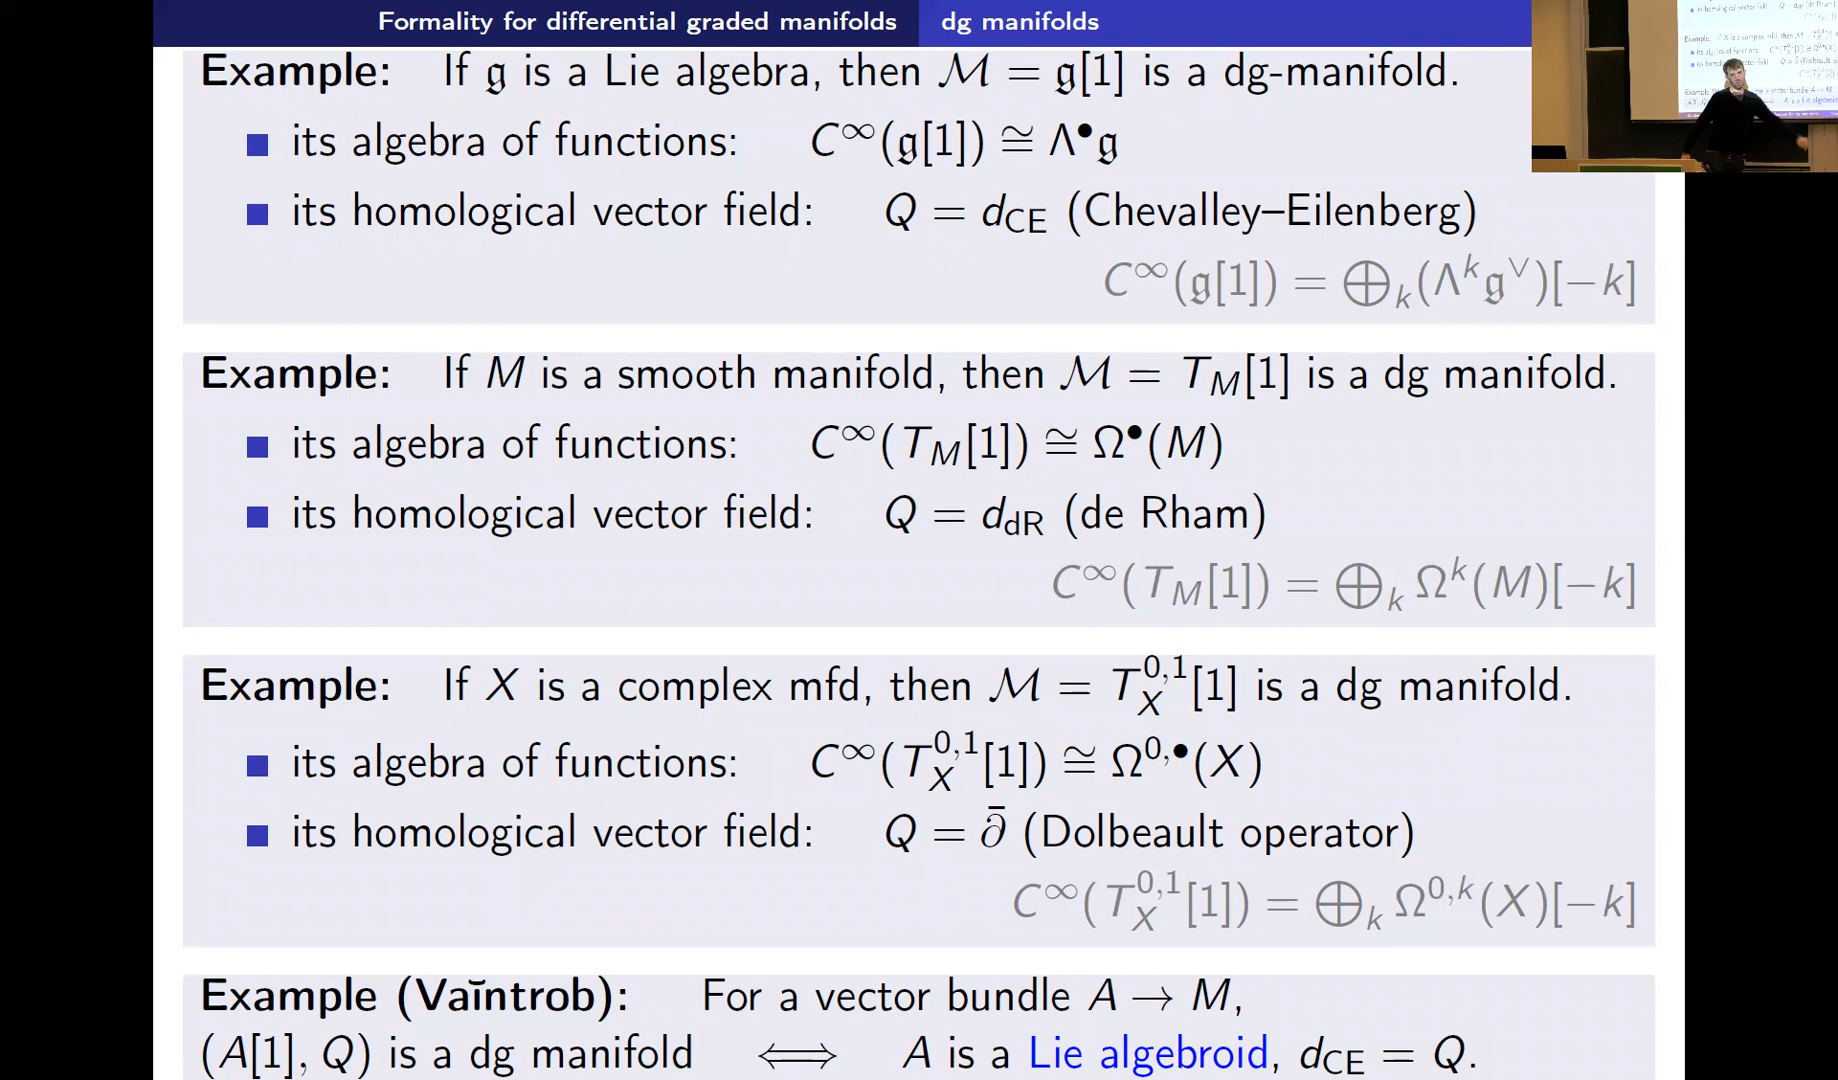 Formality for differential graded manifolds dg manifolds
Example: If 𝔤 is a Lie algebra, then ℳ = 𝔤[1] is a dg-manifold.
■ its algebra of functions: C^∞(𝔤[1]) ≅ Λ^•𝔤
■ its homological vector field: Q = d_CE (Chevalley–Eilenberg)
C^∞(𝔤[1]) = ⊕_k(Λ^k 𝔤^∨)[−k]
Example: If M is a smooth manifold, then ℳ = T_M[1] is a dg manifold.
■ its algebra of functions: C^∞(T_M[1]) ≅ Ω^•(M)
■ its homological vector field: Q = d_dR (de Rham)
C^∞(T_M[1]) = ⊕_k Ω^k(M)[−k]
Example: If X is a complex mfd, then ℳ = T_X^{0,1}[1] is a dg manifold.
■ its algebra of functions: C^∞(T_X^{0,1}[1]) ≅ Ω^{0,•}(X)
■ its homological vector field: Q = ∂̄ (Dolbeault operator)
C^∞(T_X^{0,1}[1]) = ⊕_k Ω^{0,k}(X)[−k]
Example (Vaĭntrob): For a vector bundle A → M,
(A[1], Q) is a dg manifold ⟺ A is a Lie algebroid, d_CE = Q.